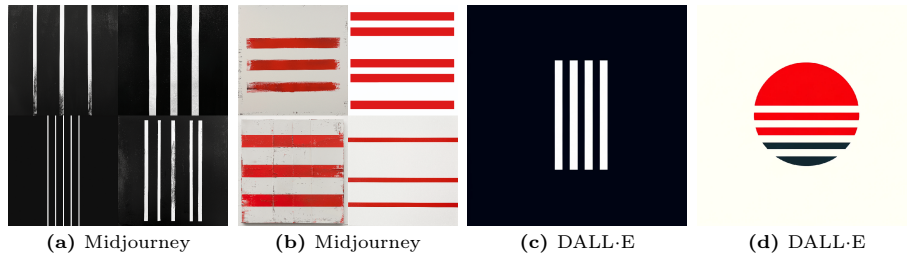 (a) Midjourney
(b) Midjourney
(c) DALL·E
(d) DALL·E